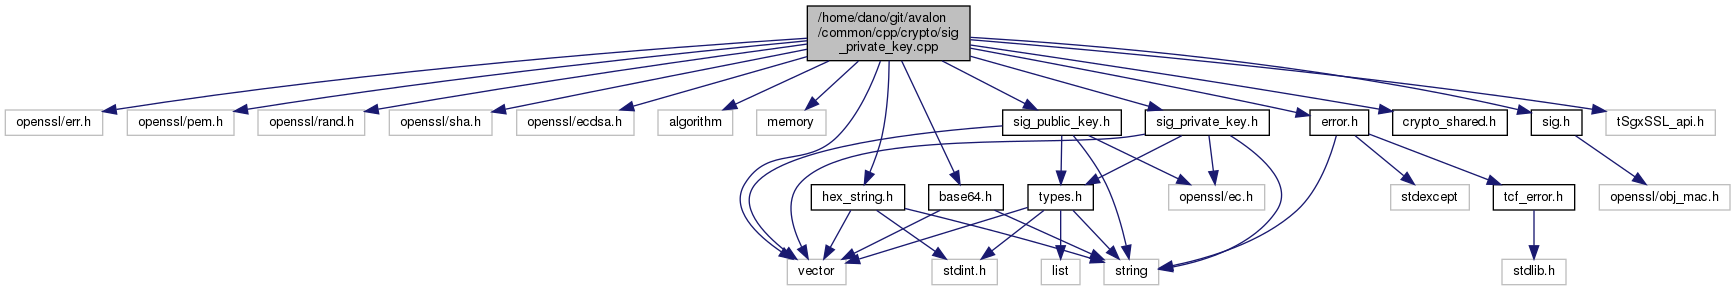 /home/dano/git/avalon
/common/cpp/crypto/sig
_private_key.cpp
openssl/err.h
openssl/pem.h
openssl/rand.h
openssl/sha.h
openssl/ecdsa.h
algorithm
memory
sig_public_key.h
sig_private_key.h
error.h
crypto_shared.h
sig.h
tSgxSSL_api.h
hex_string.h
base64.h
types.h
openssl/ec.h
stdexcept
tcf_error.h
openssl/obj_mac.h
vector
stdint.h
list
string
stdlib.h